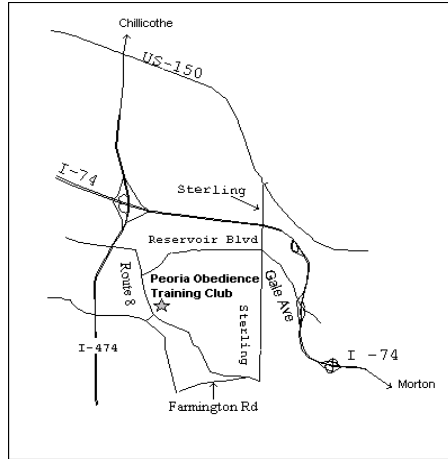 Chillicothe
US-150
I-74
Sterling
Reservoir Blvd
Route 8
Peoria Obedience
Training Club
Gale Ave
Sterling
I-474
I -74
Morton
Farmington Rd